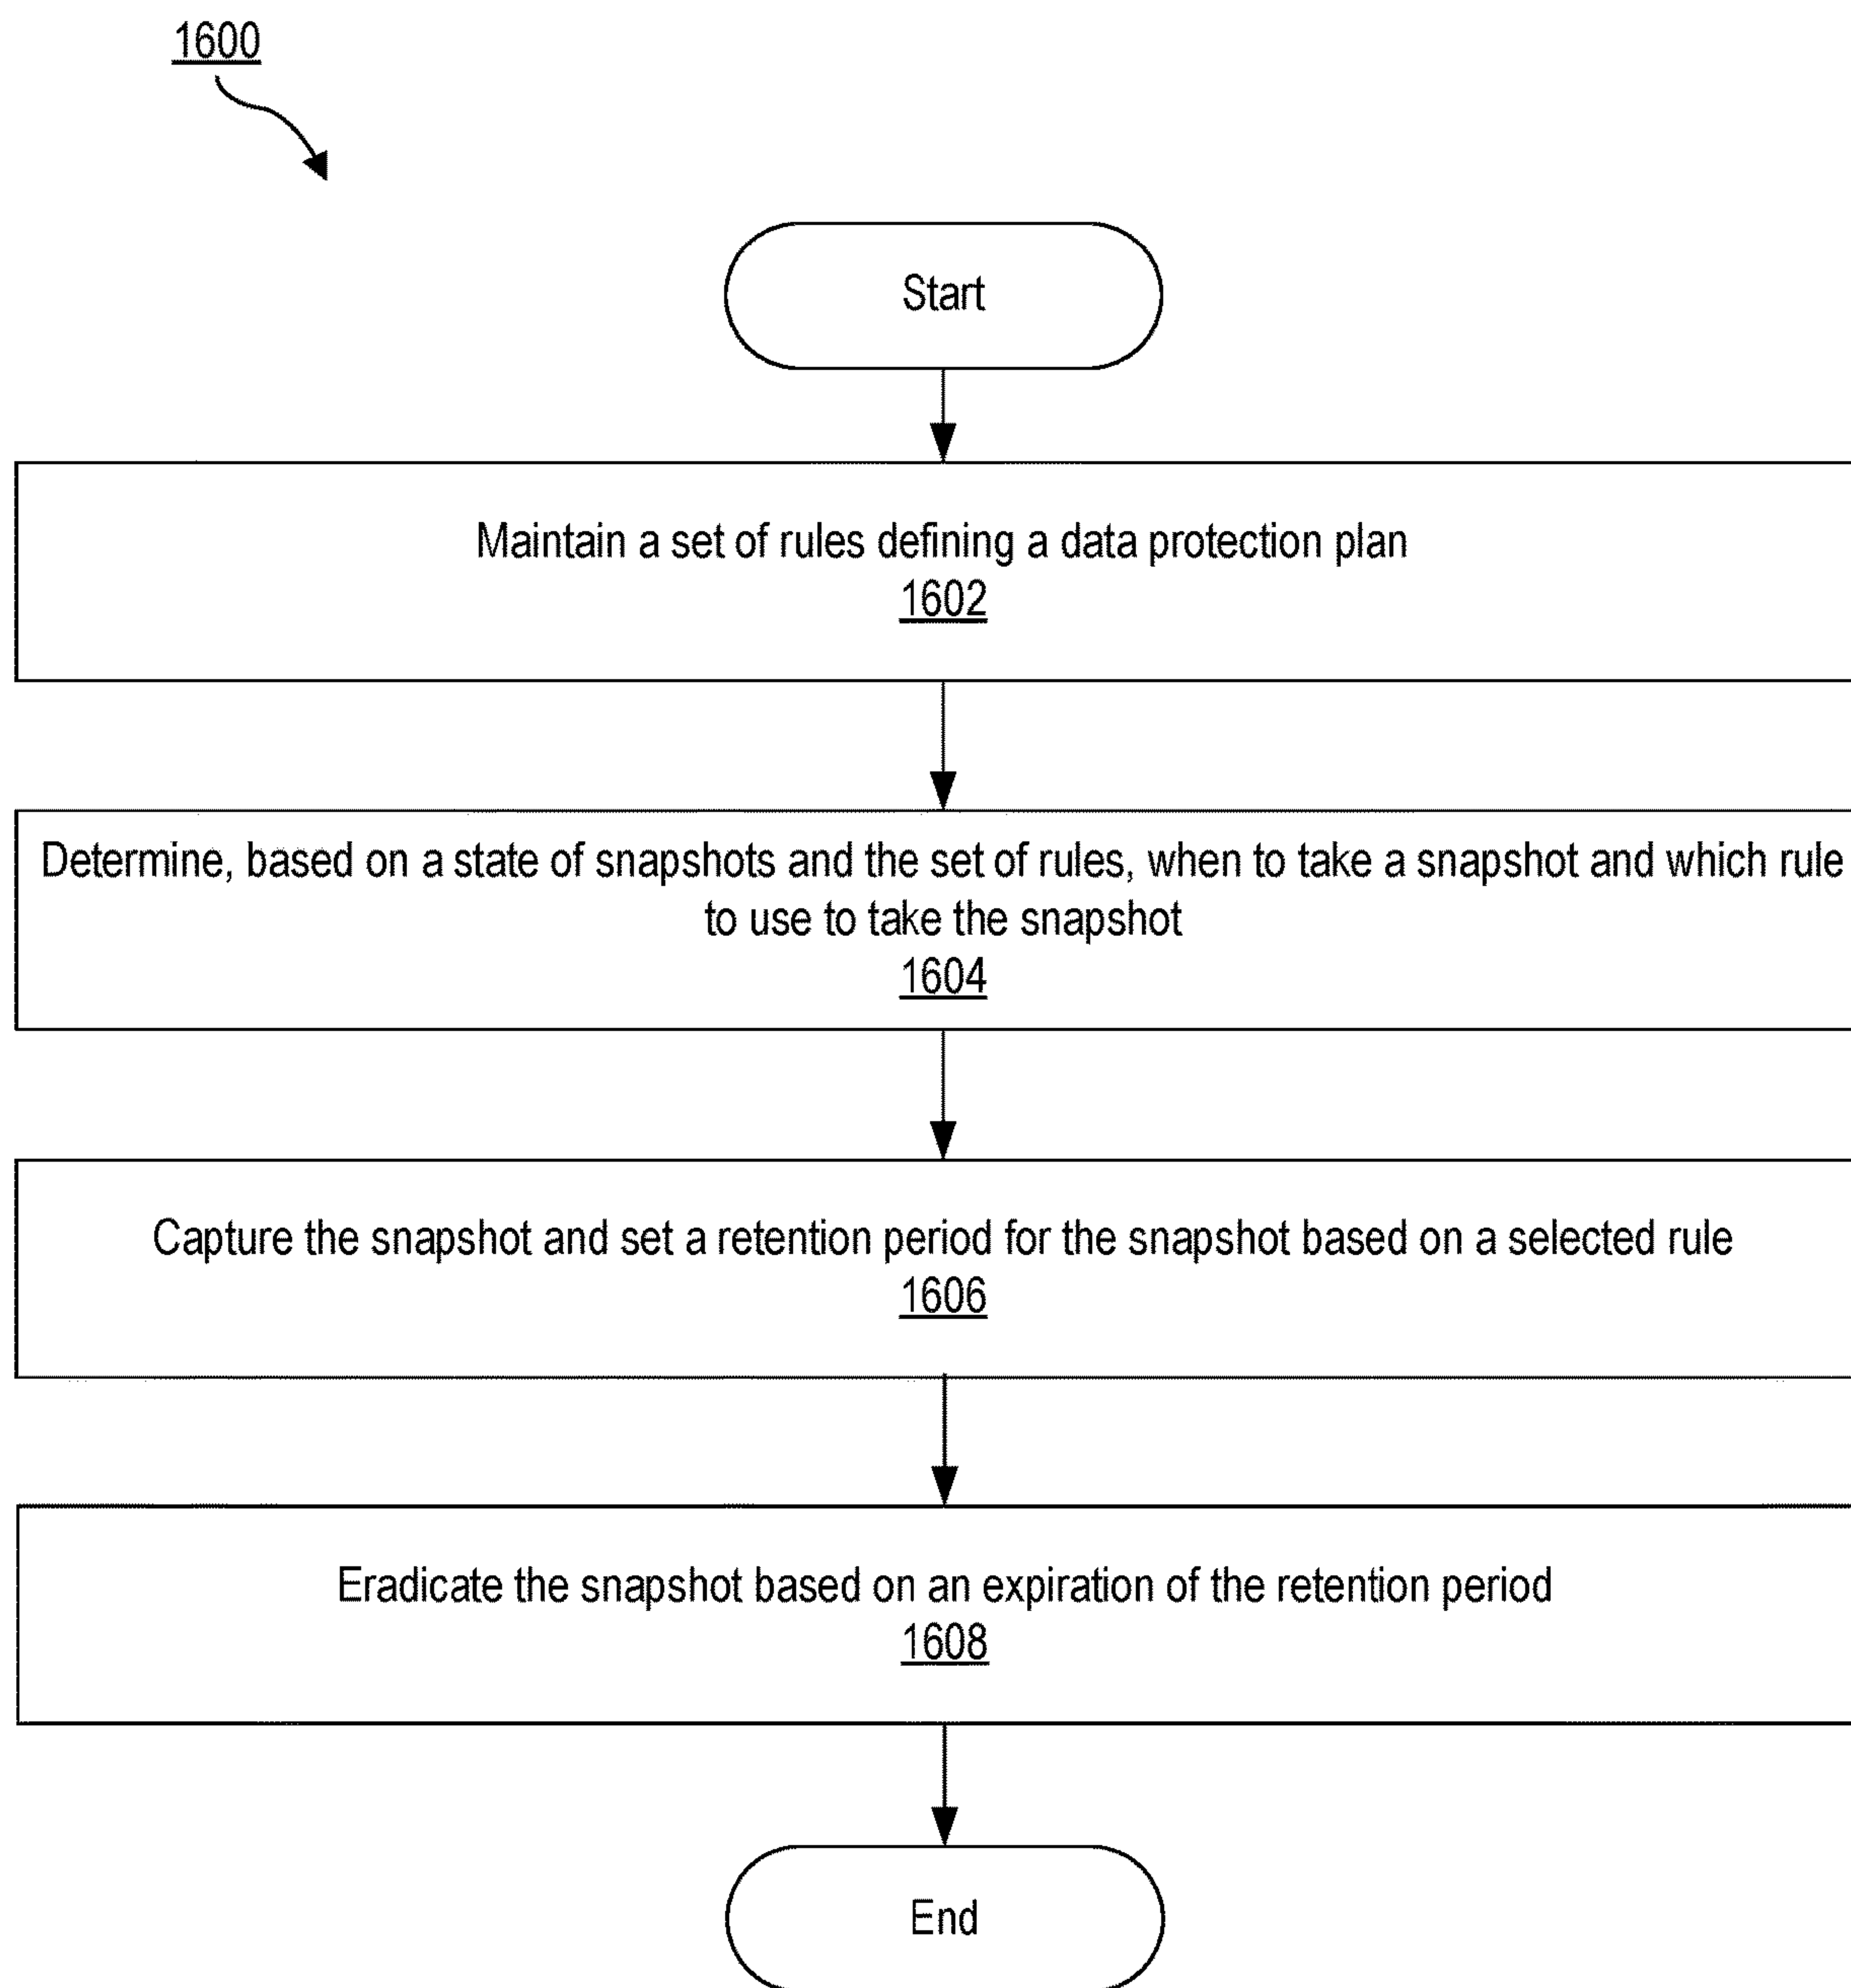 1600
Start
Maintain a set of rules defining a data protection plan
1602
Determine, based on a state of snapshots and the set of rules, when to take a snapshot and which rule
to use to take the snapshot
1604
Capture the snapshot and set a retention period for the snapshot based on a selected rule
1606
Eradicate the snapshot based on an expiration of the retention period
1608
End